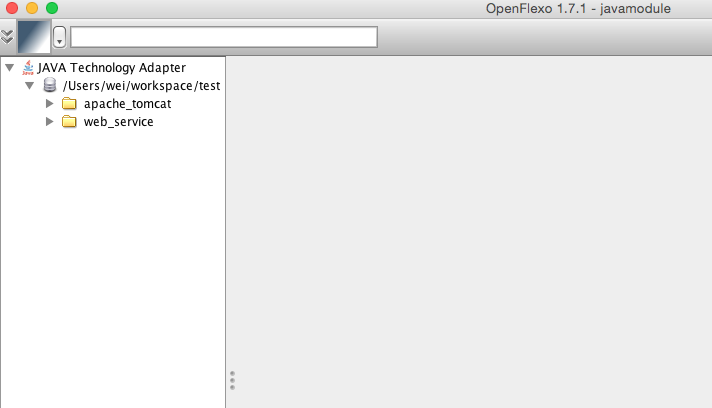 OpenFlexo 1.7.1 - javamodule
JAVA Technology Adapter
/Users/wei/workspace/test
apache_tomcat
web_service